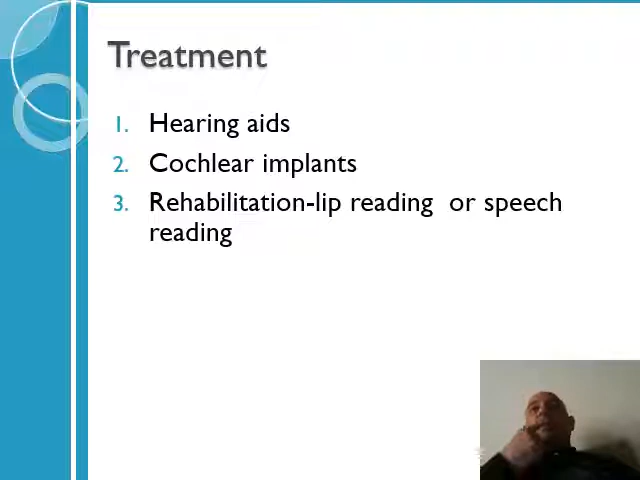 Treatment
1. Hearing aids
2. Cochlear implants
3. Rehabilitation-lip reading  or speech
reading